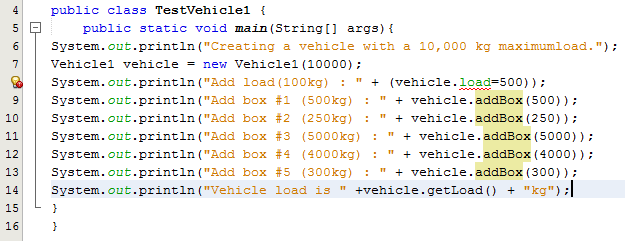 4 public class TestVehicle1 {
5 public static void main(String[] args){
6 System.out.println("Creating a vehicle with a 10,000 kg maximumload.");
7 Vehicle1 vehicle = new Vehicle1(10000);
System.out.println("Add load(100kg) : " + (vehicle.load=500));
9 System.out.println("Add box #1 (500kg) : " + vehicle.addBox(500));
10 System.out.println("Add box #2 (250kg) : " + vehicle.addBox(250));
11 System.out.println("Add box #3 (5000kg) : " + vehicle.addBox(5000));
12 System.out.println("Add box #4 (4000kg) : " + vehicle.addBox(4000));
13 System.out.println("Add box #5 (300kg) : " + vehicle.addBox(300));
14 System.out.println("Vehicle load is " +vehicle.getLoad() + "kg");
15 }
16 }